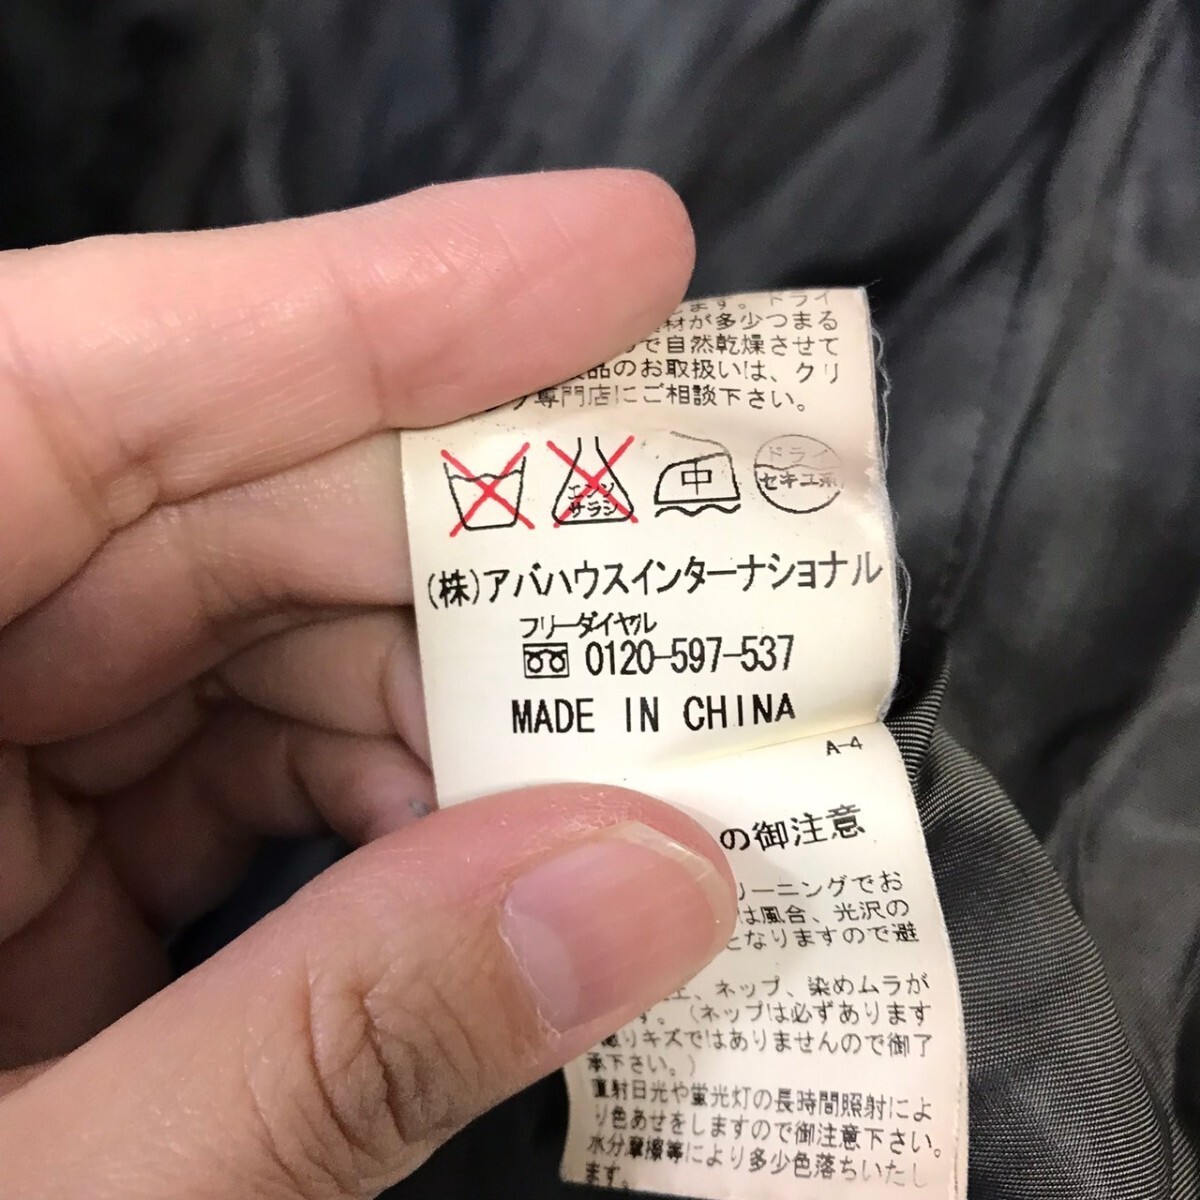 ます。ドライ
材が多少つまる
で自然乾燥させて
品のお取扱いは、クリ
専門店にご相談下さい。
エンソ
サラシ
中
ドライ
セキユ系
(株)アバハウスインターナショナル
フリーダイヤル
0120-597-537
MADE IN CHINA
A-4
の御注意
リーニングでお
は風合、光沢の
となりますので避
、ネップ、染めムラが
す。(ネップは必ずあります
りキズではありませんので御了
承下さい。)
直射日光や蛍光灯の長時間照射によ
り色あせをしますので御注意下さい。
水分摩擦等により多少色落ちいたし
ます。